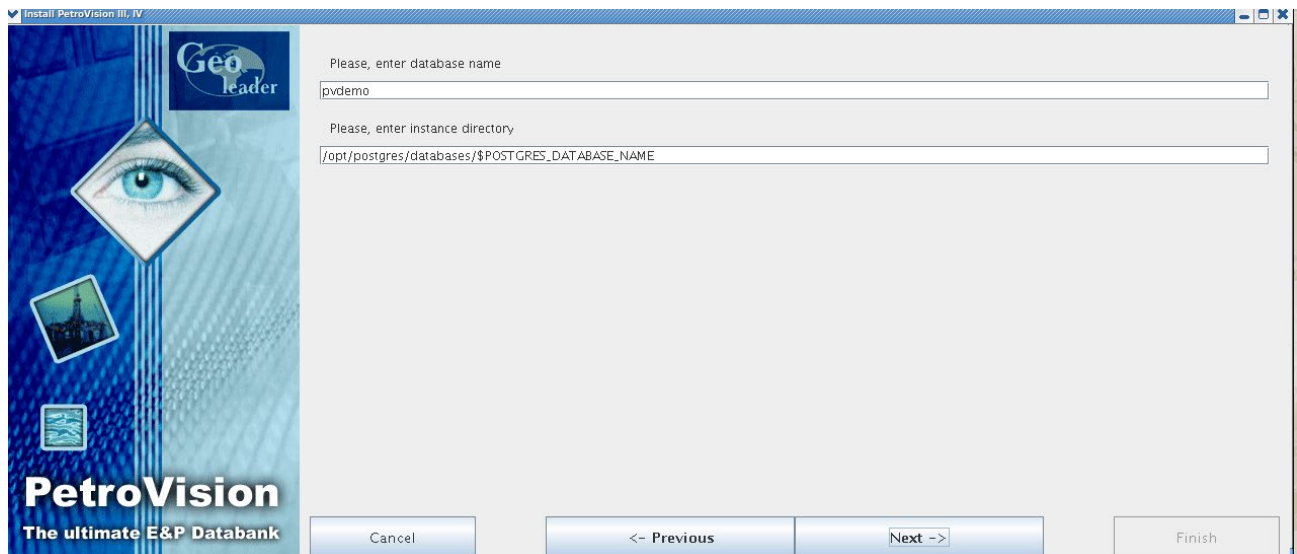 Install PetroVision III, IV
Geo
leader
Please, enter database name
pvdemo
Please, enter instance directory
/opt/postgres/databases/$POSTGRES_DATABASE_NAME
PetroVision
The ultimate E&P Databank
Cancel
<- Previous
Next ->
Finish